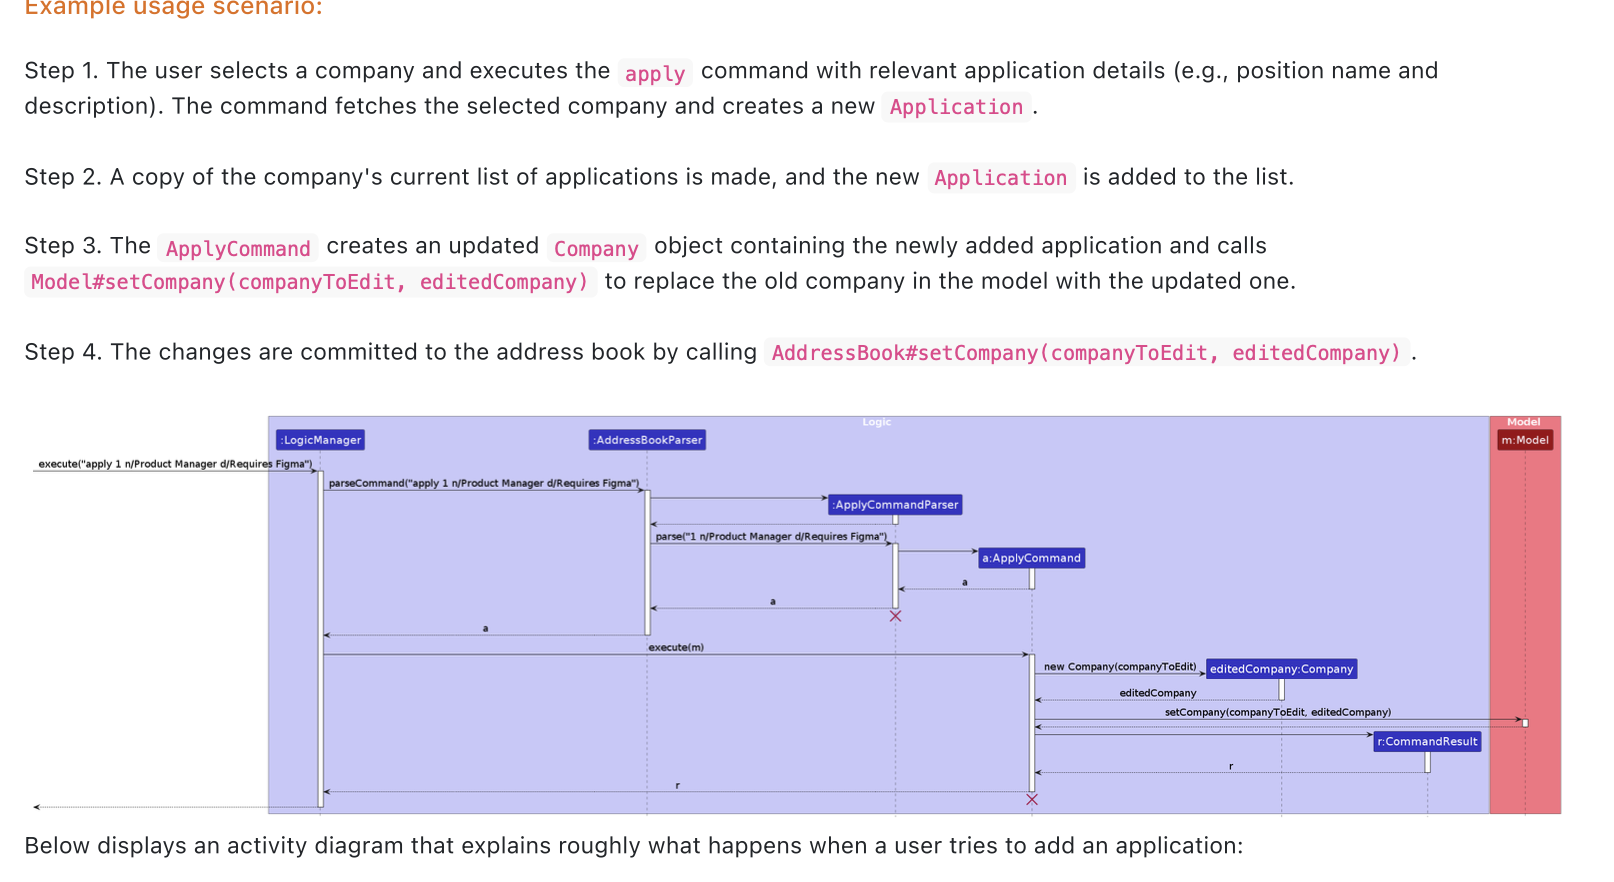 Example usage scenario:
Step 1. The user selects a company and executes the apply command with relevant application details (e.g., position name and
description). The command fetches the selected company and creates a new Application.
Step 2. A copy of the company's current list of applications is made, and the new Application is added to the list.
Step 3. The ApplyCommand creates an updated Company object containing the newly added application and calls
Model#setCompany(companyToEdit, editedCompany) to replace the old company in the model with the updated one.
Step 4. The changes are committed to the address book by calling AddressBook#setCompany(companyToEdit, editedCompany).
Logic
Model
:LogicManager
:AddressBookParser
m:Model
execute("apply 1 n/Product Manager d/Requires Figma")
parseCommand("apply 1 n/Product Manager d/Requires Figma")
:ApplyCommandParser
parse("1 n/Product Manager d/Requires Figma")
a:ApplyCommand
a
a
a
execute(m)
new Company(companyToEdit)
editedCompany:Company
editedCompany
setCompany(companyToEdit, editedCompany)
r:CommandResult
r
r
Below displays an activity diagram that explains roughly what happens when a user tries to add an application: